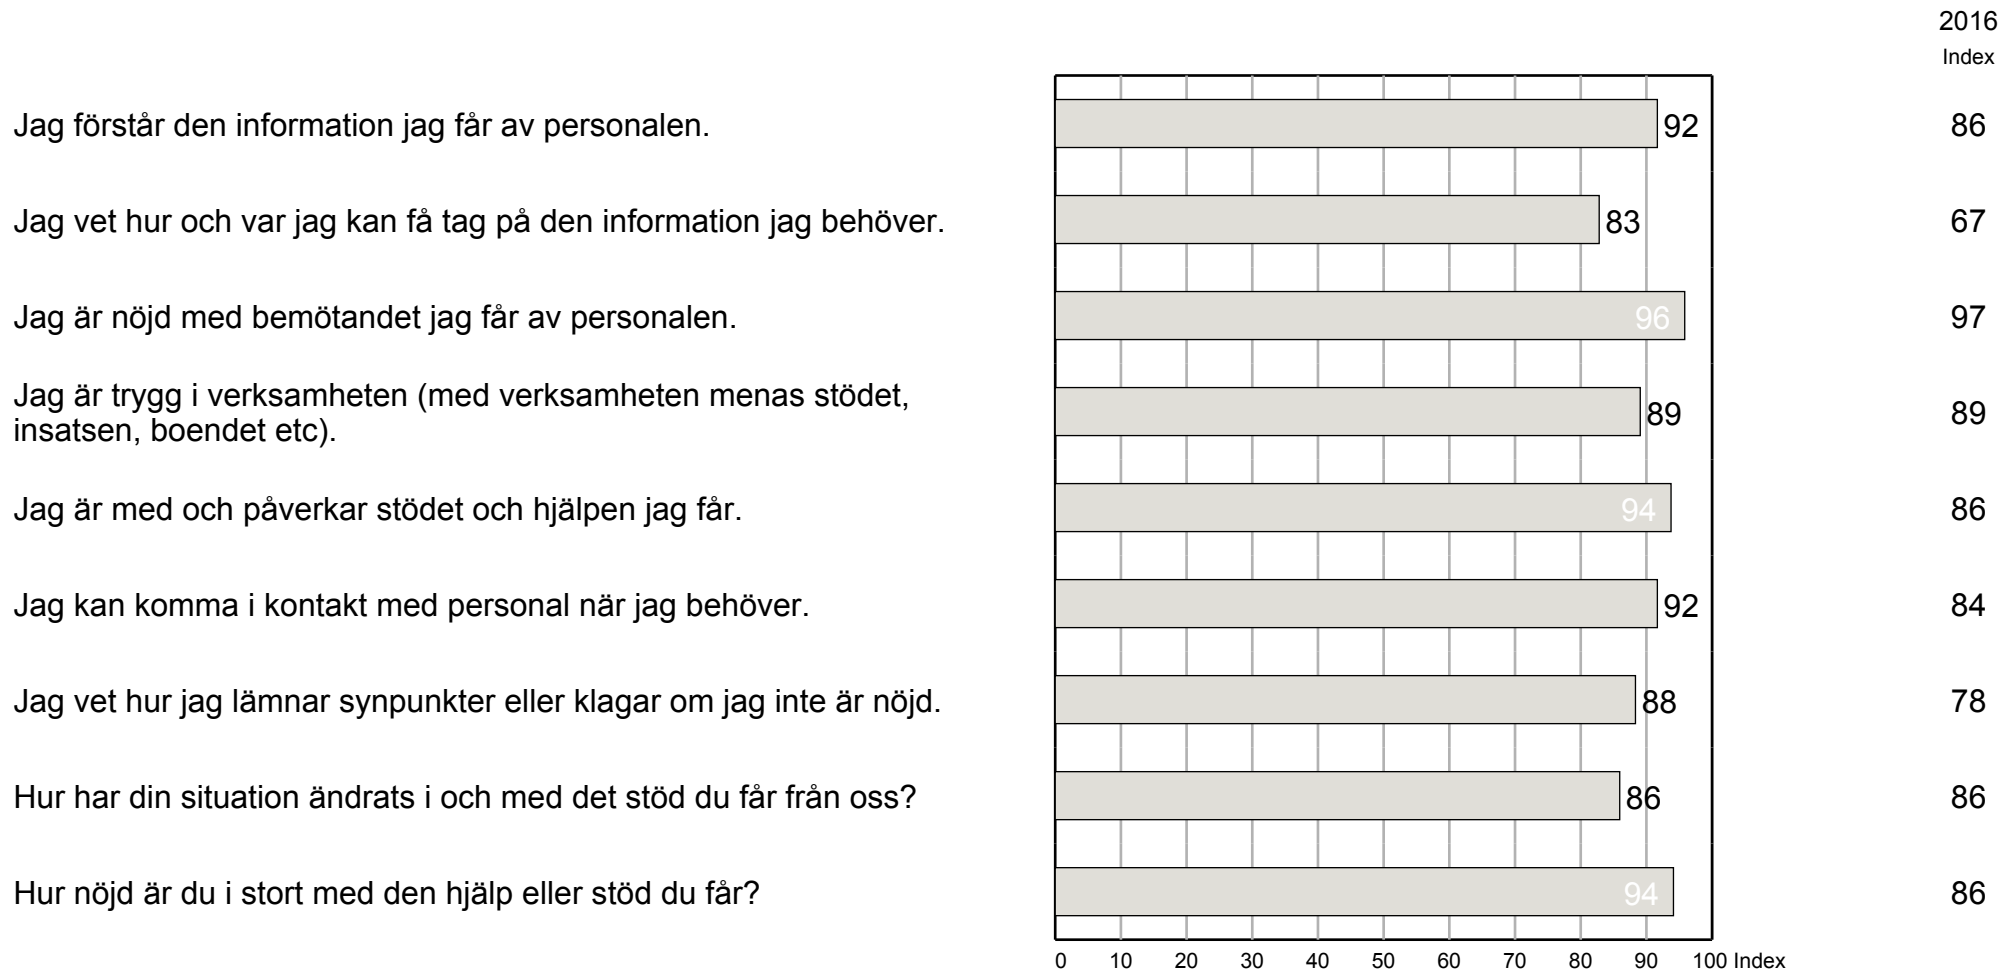 2016
Index
Jag förstår den information jag får av personalen. 92 86
Jag vet hur och var jag kan få tag på den information jag behöver. 83 67
Jag är nöjd med bemötandet jag får av personalen. 96 97
Jag är trygg i verksamheten (med verksamheten menas stödet,
insatsen, boendet etc). 89 89
Jag är med och påverkar stödet och hjälpen jag får. 94 86
Jag kan komma i kontakt med personal när jag behöver. 92 84
Jag vet hur jag lämnar synpunkter eller klagar om jag inte är nöjd. 88 78
Hur har din situation ändrats i och med det stöd du får från oss? 86 86
Hur nöjd är du i stort med den hjälp eller stöd du får? 94 86
0 10 20 30 40 50 60 70 80 90 100 Index